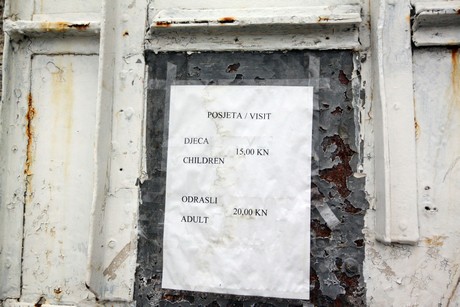 POSJETA / VISIT
DJECA
15,00 KN
CHILDREN
ODRASLI
20,00 KN
ADULT